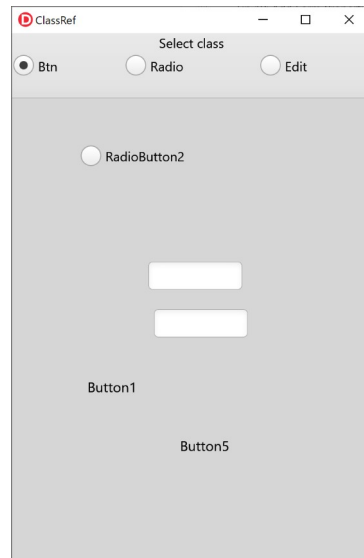 ClassRef
Select class
Btn Radio Edit
RadioButton2
Button1
Button5